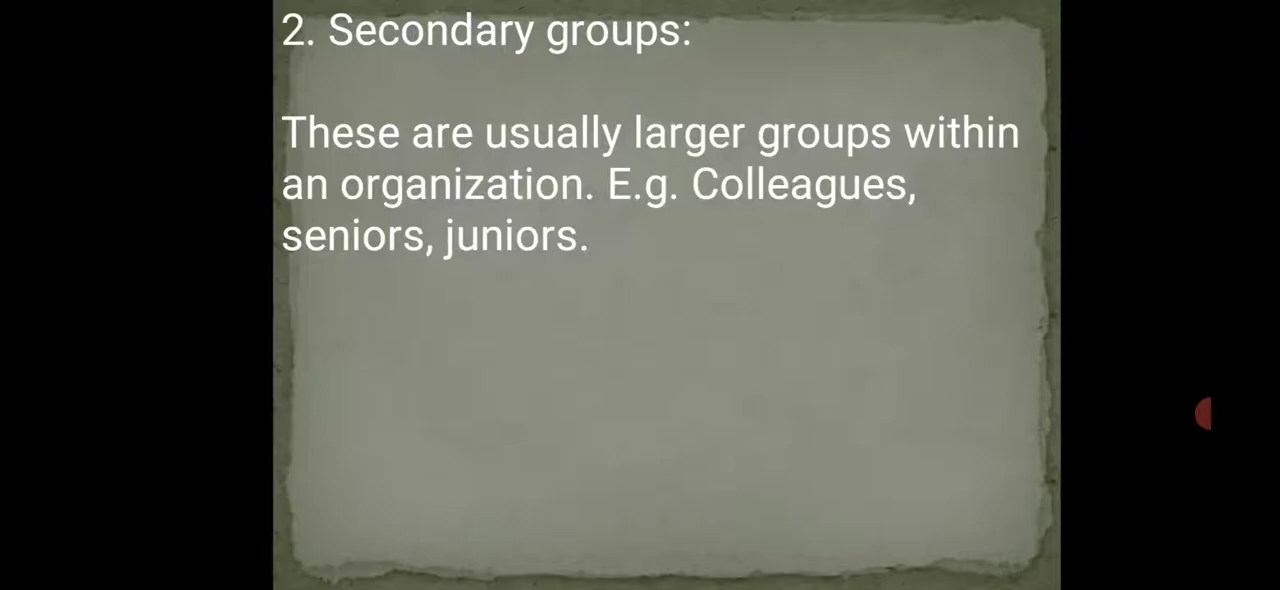 2. Secondary groups:
These are usually larger groups within
an organization. E.g. Colleagues,
seniors, juniors.